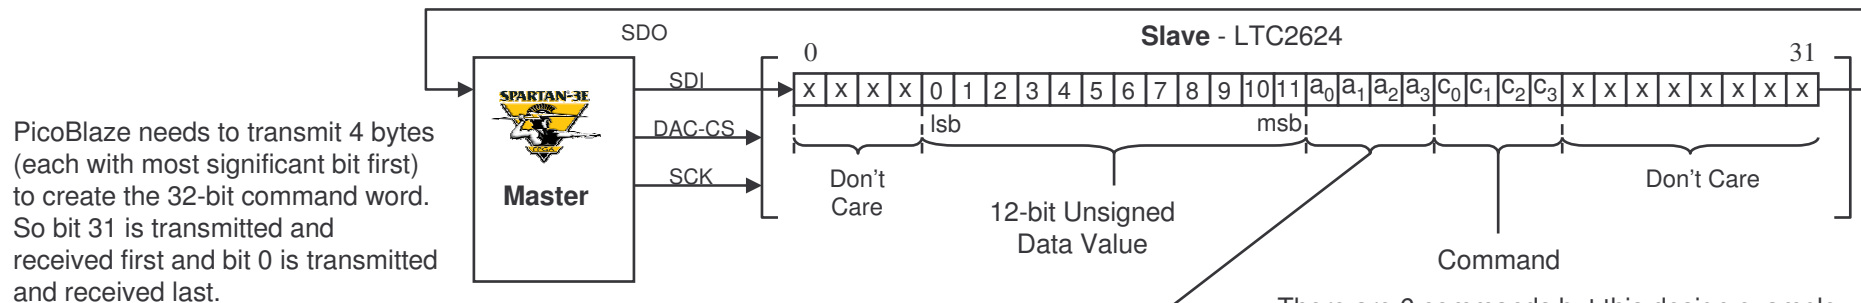 SDO
Slave - LTC2624
0
31
SDI
x x x x 0 1 2 3 4 5 6 7 8 9 10 11 a0 a1 a2 a3 c0 c1 c2 c3 x x x x x x x x
SPARTAN-3E
lsb
msb
DAC-CS
SCK
Master
PicoBlaze needs to transmit 4 bytes
(each with most significant bit first)
to create the 32-bit command word.
So bit 31 is transmitted and
received first and bit 0 is transmitted
and received last.
Don't
Care
12-bit Unsigned
Data Value
Command
Don't Care